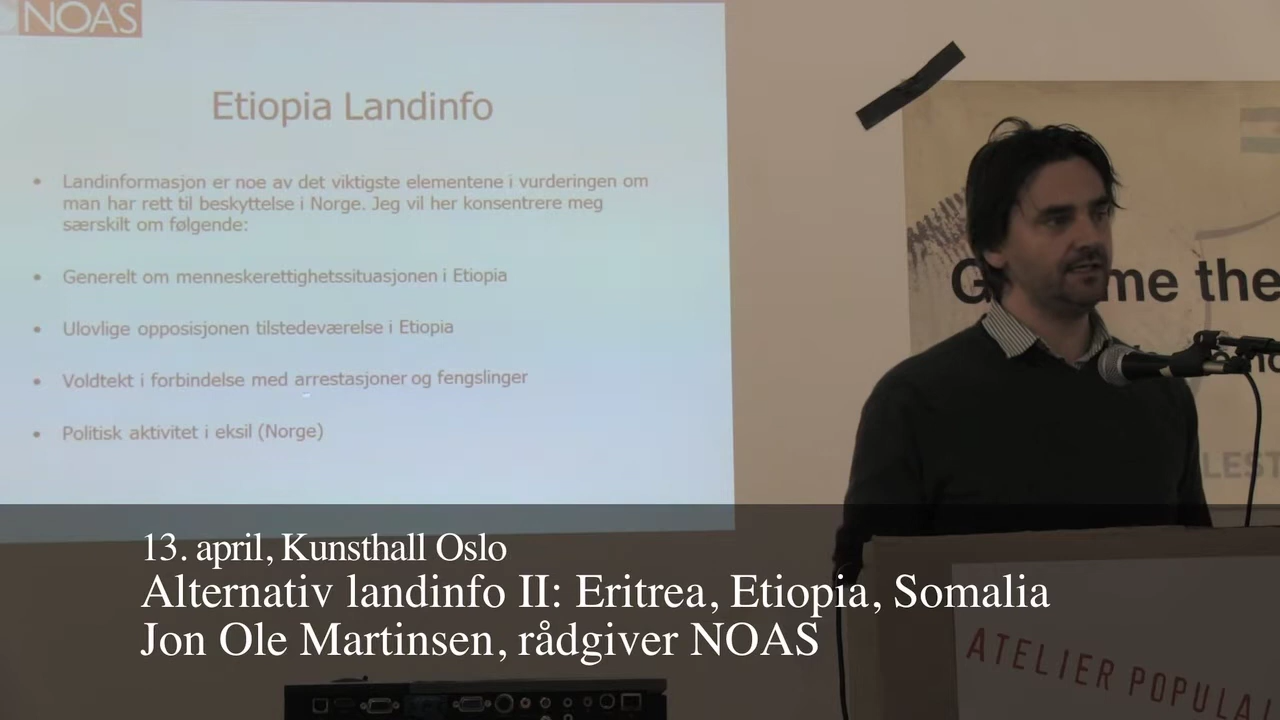 NOAS
Etiopia Landinfo
• Landinformasjon er noe av det viktigste elementene i vurderingen om
man har rett til beskyttelse i Norge. Jeg vil her konsentrere meg
særskilt om følgende:
• Generelt om menneskerettighetssituasjonen i Etiopia
• Ulovlige opposisjonen tilstedeværelse i Etiopia
• Voldtekt i forbindelse med arrestasjoner og fengslinger
• Politisk aktivitet i eksil (Norge)
me the
LEST
13. april, Kunsthall Oslo
Alternativ landinfo II: Eritrea, Etiopia, Somalia
Jon Ole Martinsen, rådgiver NOAS
ATELIER POPULAI